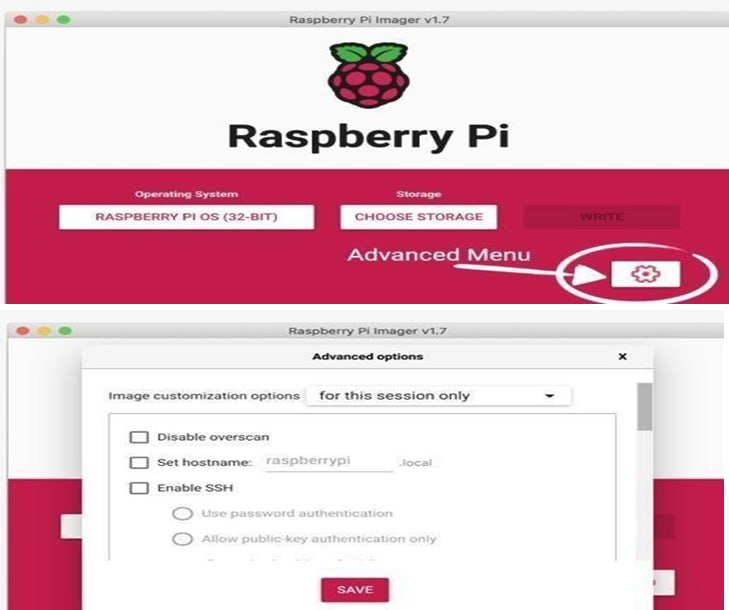 Raspberry Pi Imager v1.7
Raspberry Pi
Operating System Storage
RASPBERRY PI OS (32-BIT) CHOOSE STORAGE WRITE
Advanced Menu
Raspberry Pi Imager v1.7
Advanced options x
Image customization options for this session only
Disable overscan
Set hostname: raspberrypi .local
Enable SSH
Use password authentication
Allow public-key authentication only
SAVE